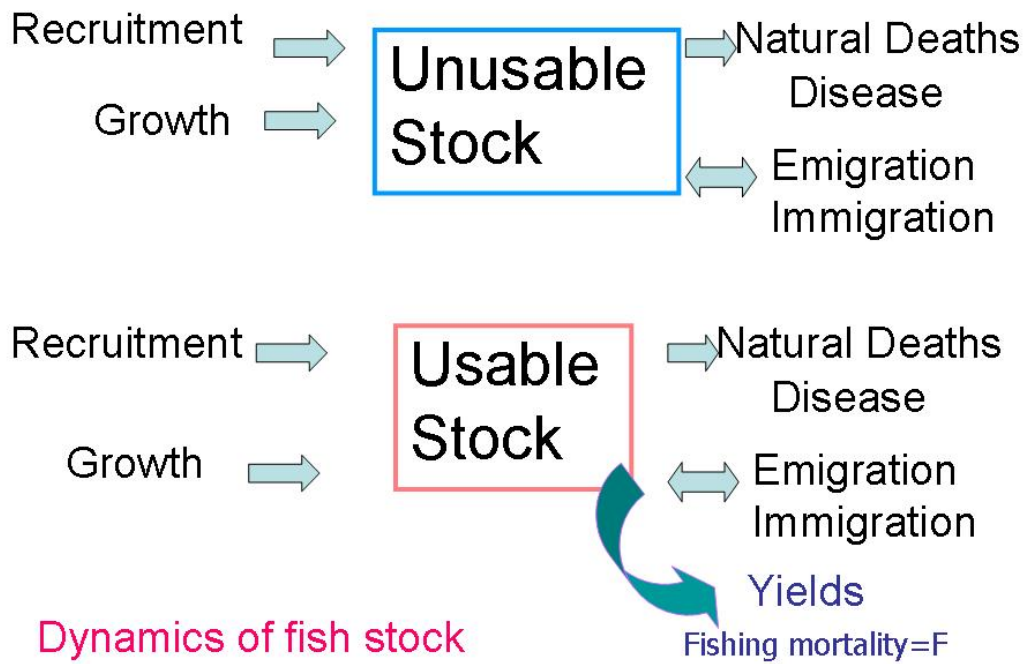 Recruitment
Growth
Unusable
Stock
Natural Deaths
Disease
Emigration
Immigration
Recruitment
Growth
Usable
Stock
Natural Deaths
Disease
Emigration
Immigration
Yields
Fishing mortality=F
Dynamics of fish stock